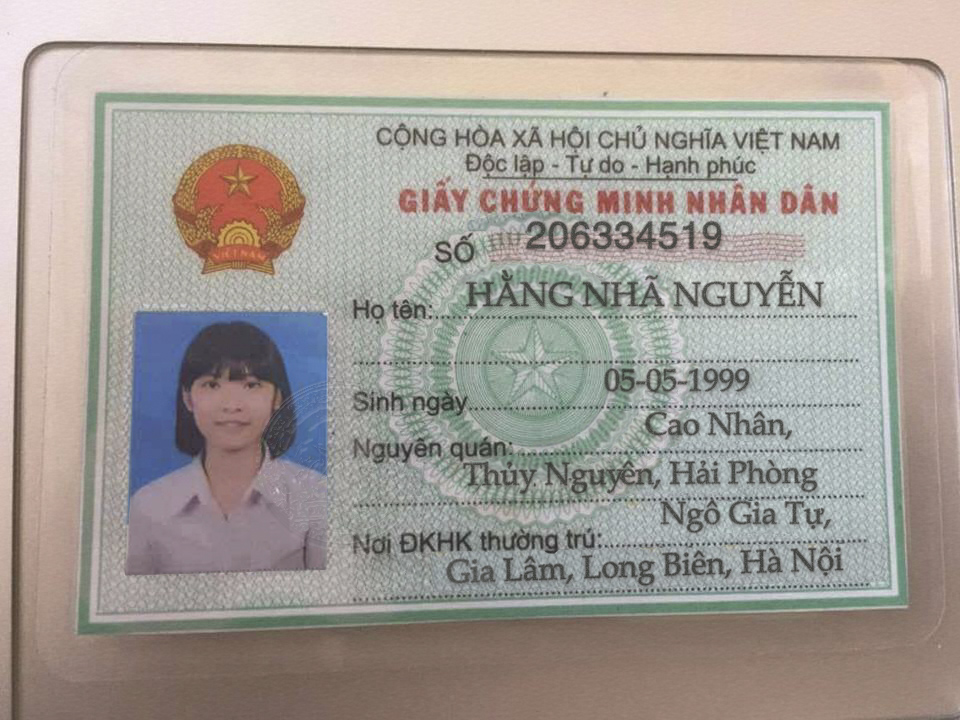 CỘNG HÒA XÃ HỘI CHỦ NGHĨA VIỆT NAM
Độc lập - Tự do - Hạnh phúc
GIẤY CHỨNG MINH NHÂN DÂN
SỐ 206334519
VIỆT NAM
Họ tên: HẰNG NHÃ NGUYỄN
Sinh ngày 05-05-1999
Nguyên quán: Cao Nhân,
Thủy Nguyên, Hải Phòng
Nơi ĐKHK thường trú: Ngô Gia Tự,
Gia Lâm, Long Biên, Hà Nội